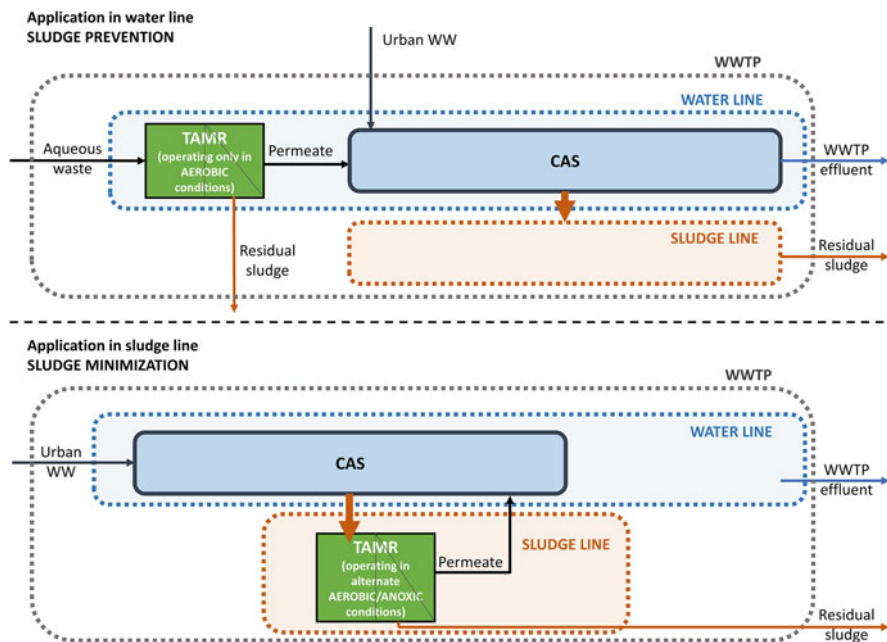 Application in water line
SLUDGE PREVENTION
Urban WW
WWTP
WATER LINE
Aqueous
waste
TAMR
(operating only in
AEROBIC
conditions)
Permeate
CAS
WWTP
effluent
Residual
sludge
SLUDGE LINE
Residual
sludge
Application in sludge line
SLUDGE MINIMIZATION
WWTP
WATER LINE
Urban
WW
CAS
WWTP
effluent
SLUDGE LINE
TAMR
(operating in
alternate
AEROBIC/ANOXIC
conditions)
Permeate
Residual
sludge